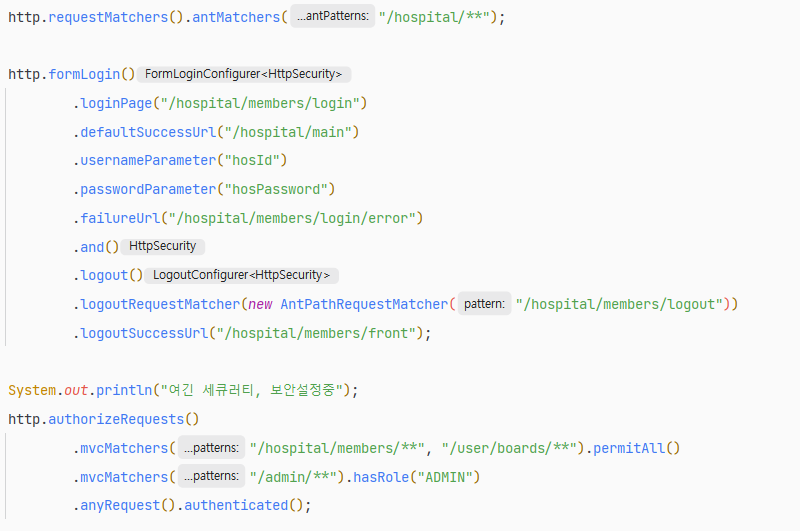 http.requestMatchers().antMatchers( ...antPatterns: "/hospital/**");
http.formLogin() FormLoginConfigurer<HttpSecurity>
.loginPage("/hospital/members/login")
.defaultSuccessUrl("/hospital/main")
.usernameParameter("hosId")
.passwordParameter("hosPassword")
.failureUrl("/hospital/members/login/error")
.and() HttpSecurity
.logout() LogoutConfigurer<HttpSecurity>
.logoutRequestMatcher(new AntPathRequestMatcher( pattern: "/hospital/members/logout"))
.logoutSuccessUrl("/hospital/members/front");
System.out.println("여긴 세큐러티, 보안설정중");
http.authorizeRequests()
.mvcMatchers( ...patterns: "/hospital/members/**", "/user/boards/**").permitAll()
.mvcMatchers( ...patterns: "/admin/**").hasRole("ADMIN")
.anyRequest().authenticated();